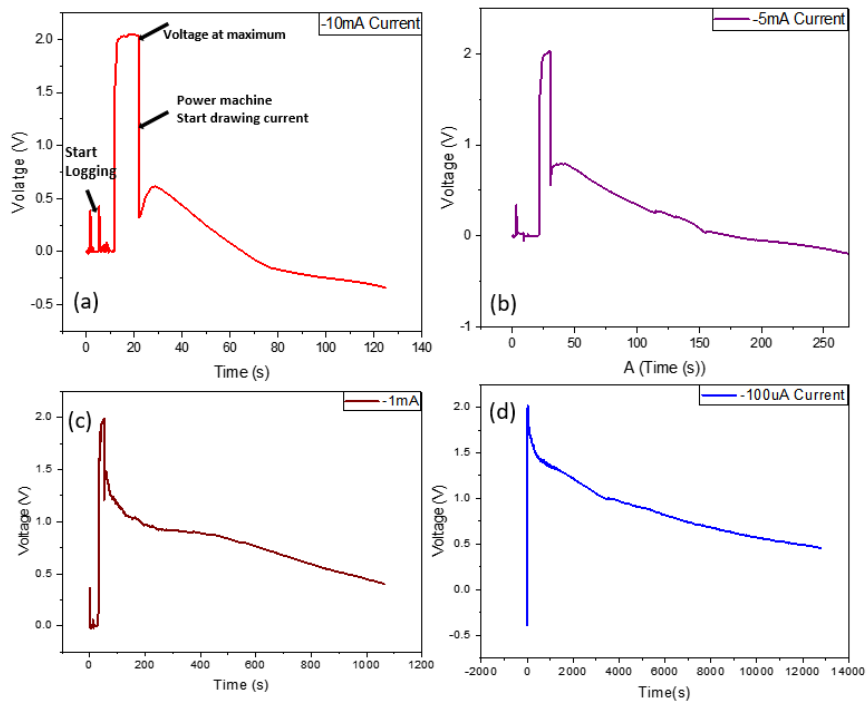 -10mA Current
2.0
1.5
1.0
0.5
0.0
-0.5
Volatge (V)
Voltage at maximum
Power machine
Start drawing current
Start
Logging
(a)
0 20 40 60 80 100 120 140
Time (s)
-5mA Current
2
1
0
-1
Voltage (V)
(b)
0 50 100 150 200 250
A (Time (s))
(c)
-1mA
2.0
1.5
1.0
0.5
0.0
Voltage (V)
0 200 400 600 800 1000 1200
Time (s)
(d)
-100uA Current
2.0
1.5
1.0
0.5
0.0
-0.5
Voltage (V)
-2000 0 2000 4000 6000 8000 10000 12000 14000
Time(s)